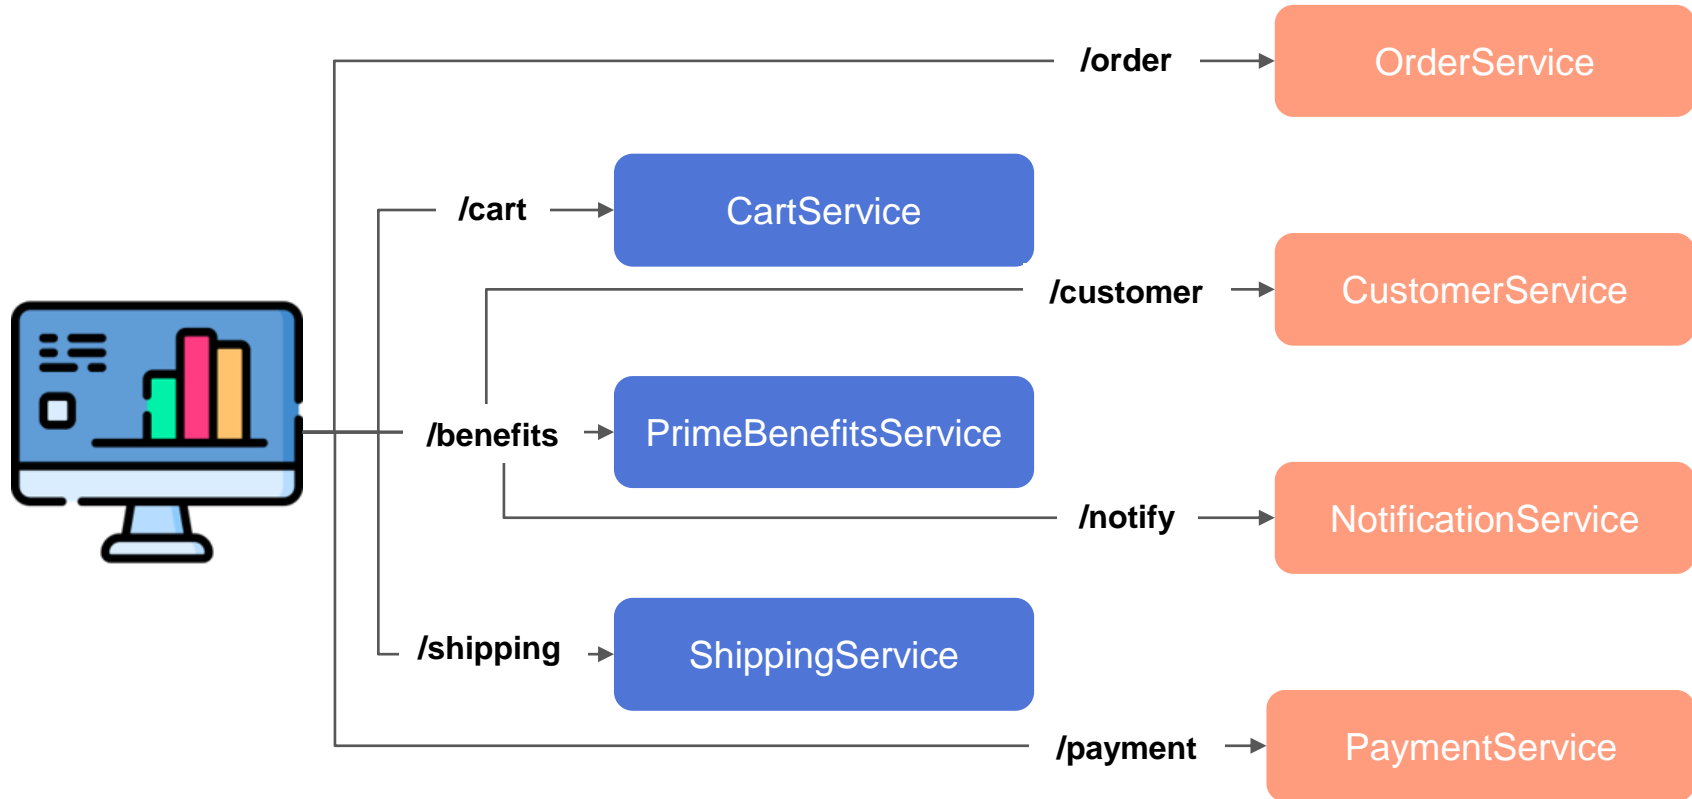 /order
OrderService
/cart
CartService
/customer
CustomerService
/benefits
PrimeBenefitsService
/notify
NotificationService
/shipping
ShippingService
/payment
PaymentService